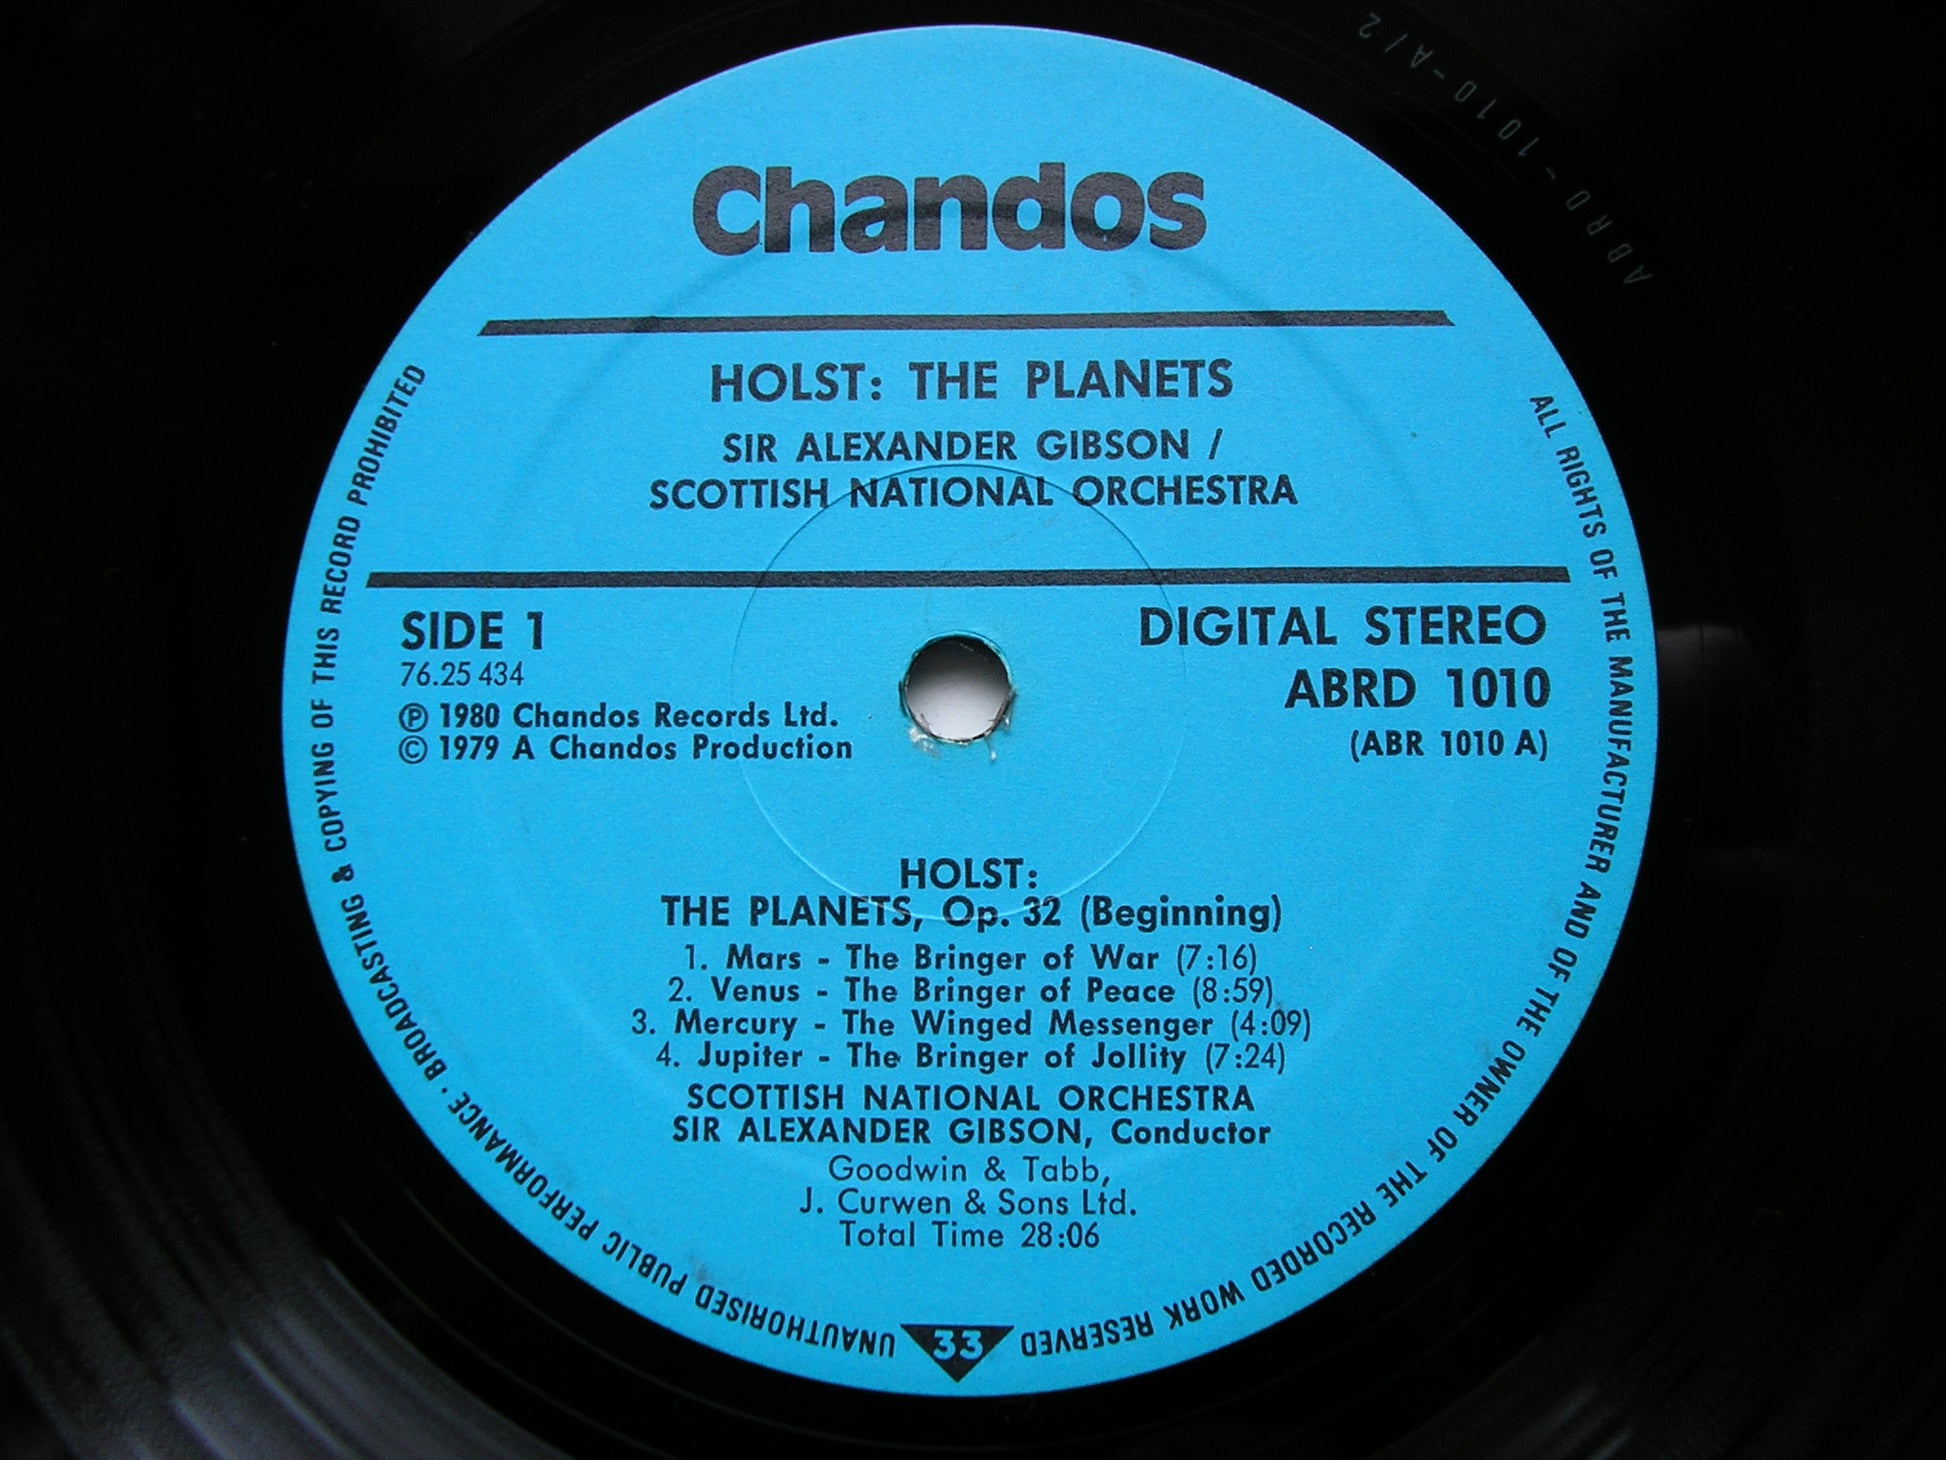 Chandos
HOLST: THE PLANETS
SIR ALEXANDER GIBSON /
SCOTTISH NATIONAL ORCHESTRA
SIDE 1
76.25 434
Ⓟ 1980 Chandos Records Ltd.
© 1979 A Chandos Production
DIGITAL STEREO
ABRD 1010
(ABR 1010 A)
HOLST:
THE PLANETS, Op. 32 (Beginning)
1. Mars - The Bringer of War (7:16)
2. Venus - The Bringer of Peace (8:59)
3. Mercury - The Winged Messenger (4:09)
4. Jupiter - The Bringer of Jollity (7:24)
SCOTTISH NATIONAL ORCHESTRA
SIR ALEXANDER GIBSON, Conductor
Goodwin & Tabb,
J. Curwen & Sons Ltd.
Total Time 28:06
ALL RIGHTS OF THE MANUFACTURER AND OF THE OWNER OF THE RECORDED WORK RESERVED
33
UNAUTHORISED PUBLIC PERFORMANCE · BROADCASTING & COPYING OF THIS RECORD PROHIBITED
ABRD-1010-A/2